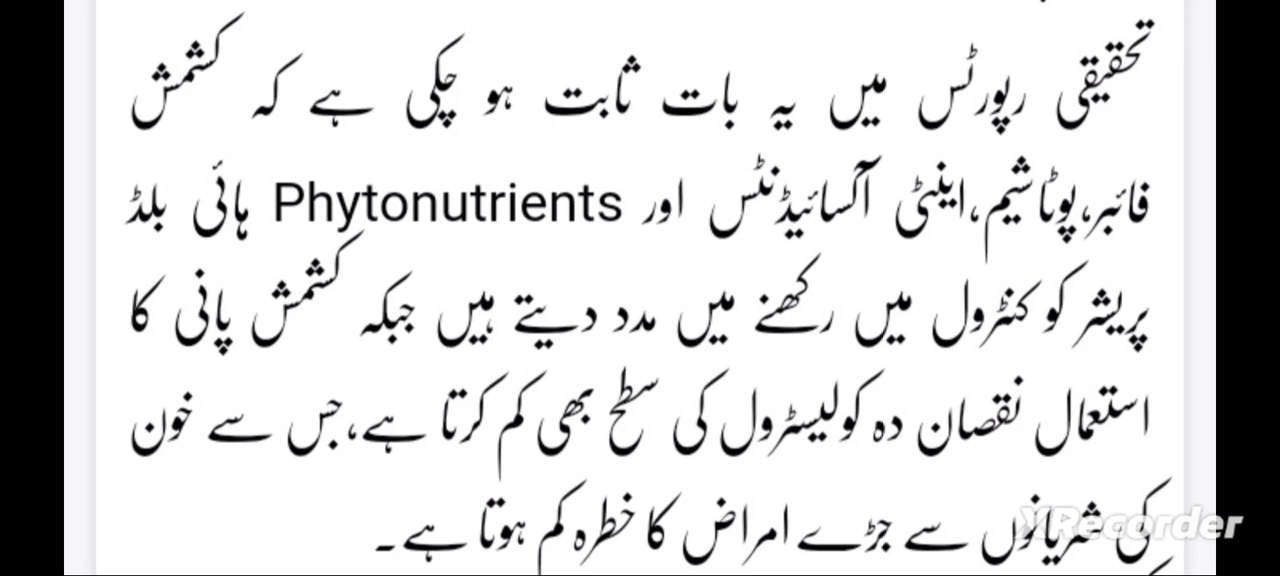 تحقیقی رپورٹس میں یہ بات ثابت ہو چکی ہے کہ کشمش
فائبر،پوٹاشیم،اینٹی آکسائیڈنٹس اور Phytonutrients ہائی بلڈ
پریشر کو کنٹرول میں رکھنے میں مدد دیتے ہیں جبکہ کشمش پانی کا
استعمال نقصان دہ کولیسٹرول کی سطح بھی کم کرتا ہے،جس سے خون
کی شریانوں سے جڑے امراض کا خطرہ کم ہوتا ہے۔
XRecorder